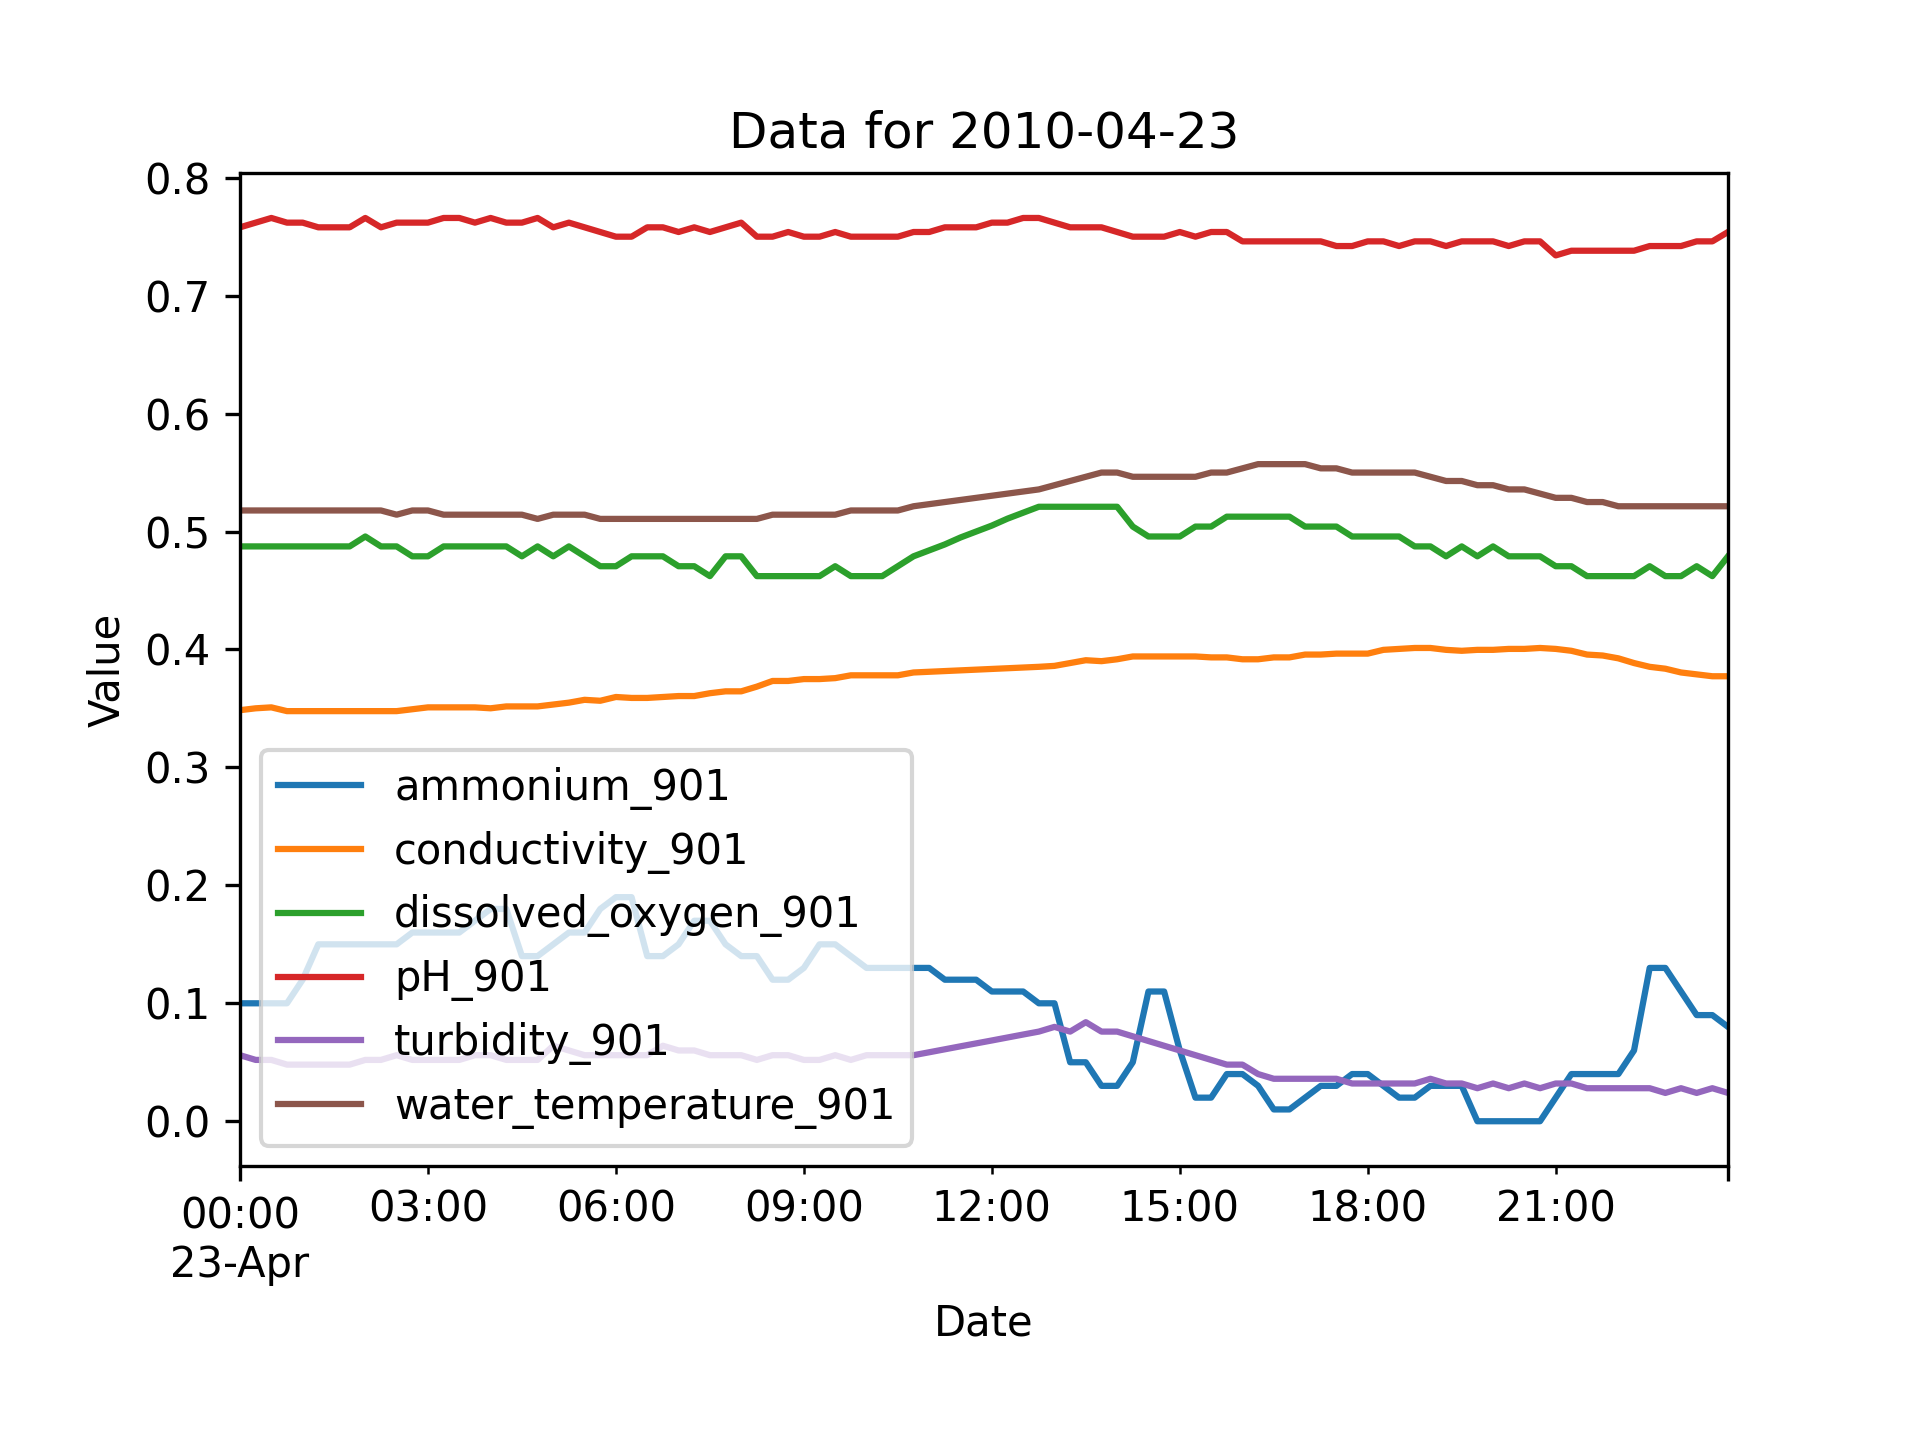 Data for 2010-04-23
0.8
0.7
0.6
0.5
0.4
0.3
0.2
0.1
0.0
Value
ammonium_901
conductivity_901
dissolved_oxygen_901
pH_901
turbidity_901
water_temperature_901
00:00 03:00 06:00 09:00 12:00 15:00 18:00 21:00
23-Apr
Date